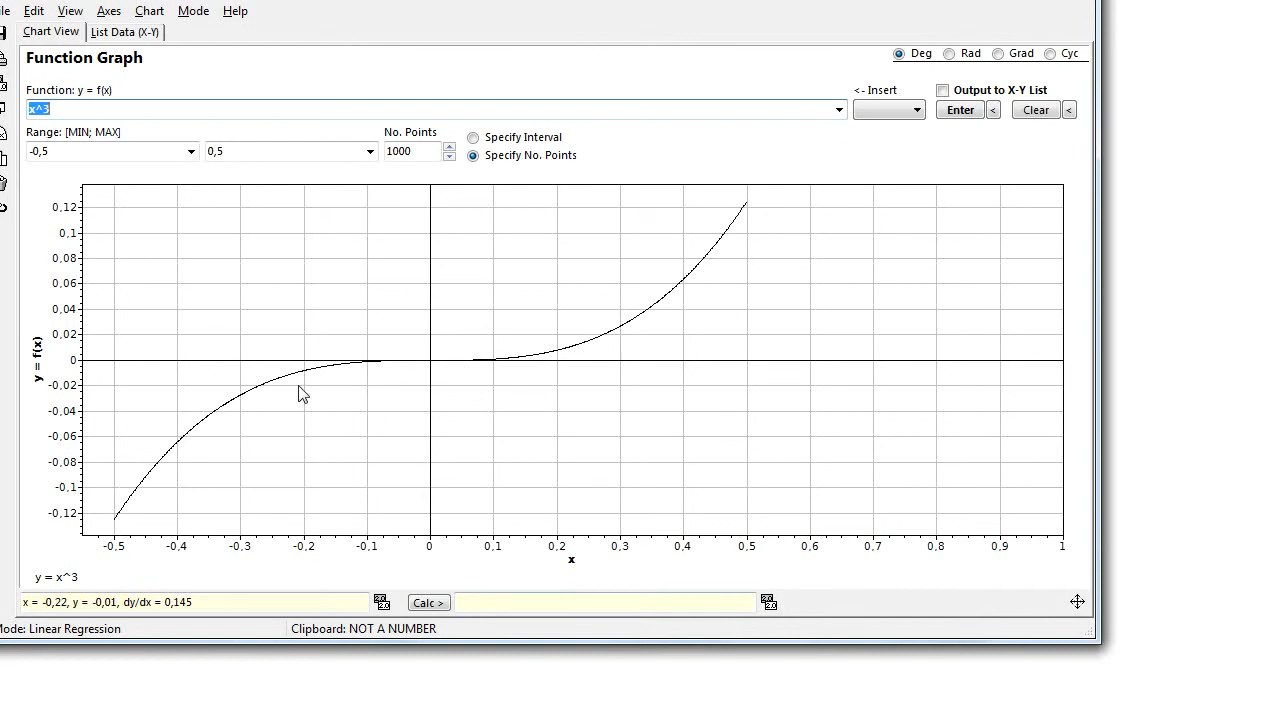 le Edit View Axes Chart Mode Help
Chart View List Data (X-Y)
Function Graph
Deg Rad Grad Cyc
Function: y = f(x)
<- Insert
Output to X-Y List
x^3
Enter < Clear <
Range: [MIN; MAX]
No. Points
Specify Interval
-0,5
0,5
1000
Specify No. Points
0,12
0,1
0,08
0,06
0,04
0,02
0
-0,02
-0,04
-0,06
-0,08
-0,1
-0,12
y = f(x)
-0,5 -0,4 -0,3 -0,2 -0,1 0 0,1 0,2 0,3 0,4 0,5 0,6 0,7 0,8 0,9 1
x
y = x^3
x = -0,22, y = -0,01, dy/dx = 0,145
Calc >
Mode: Linear Regression
Clipboard: NOT A NUMBER